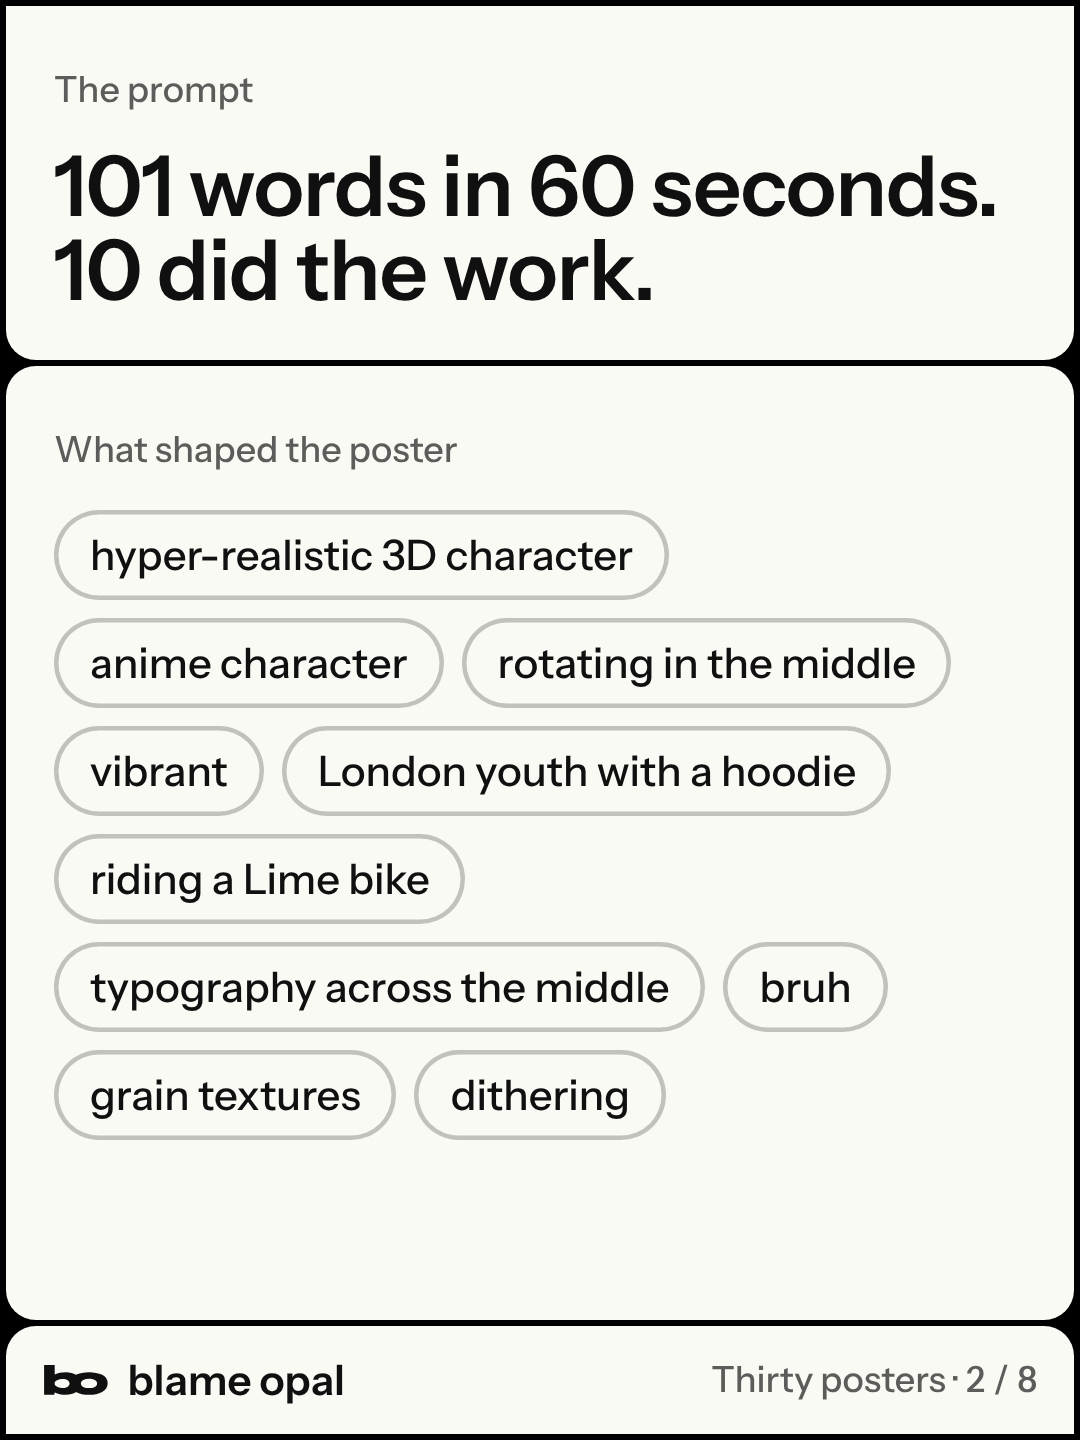 The prompt
101 words in 60 seconds.
10 did the work.
What shaped the poster
hyper-realistic 3D character
anime character
rotating in the middle
vibrant
London youth with a hoodie
riding a Lime bike
typography across the middle
bruh
grain textures
dithering
bo blame opal
Thirty posters · 2 / 8